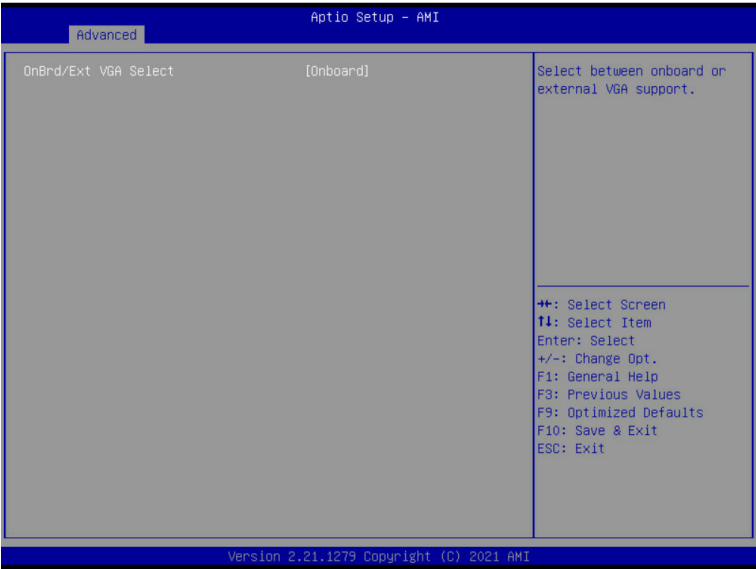 Aptio Setup – AMI
Advanced
OnBrd/Ext VGA Select [Onboard]
Select between onboard or
external VGA support.
→←: Select Screen
↑↓: Select Item
Enter: Select
+/-: Change Opt.
F1: General Help
F3: Previous Values
F9: Optimized Defaults
F10: Save & Exit
ESC: Exit
Version 2.21.1279 Copyright (C) 2021 AMI